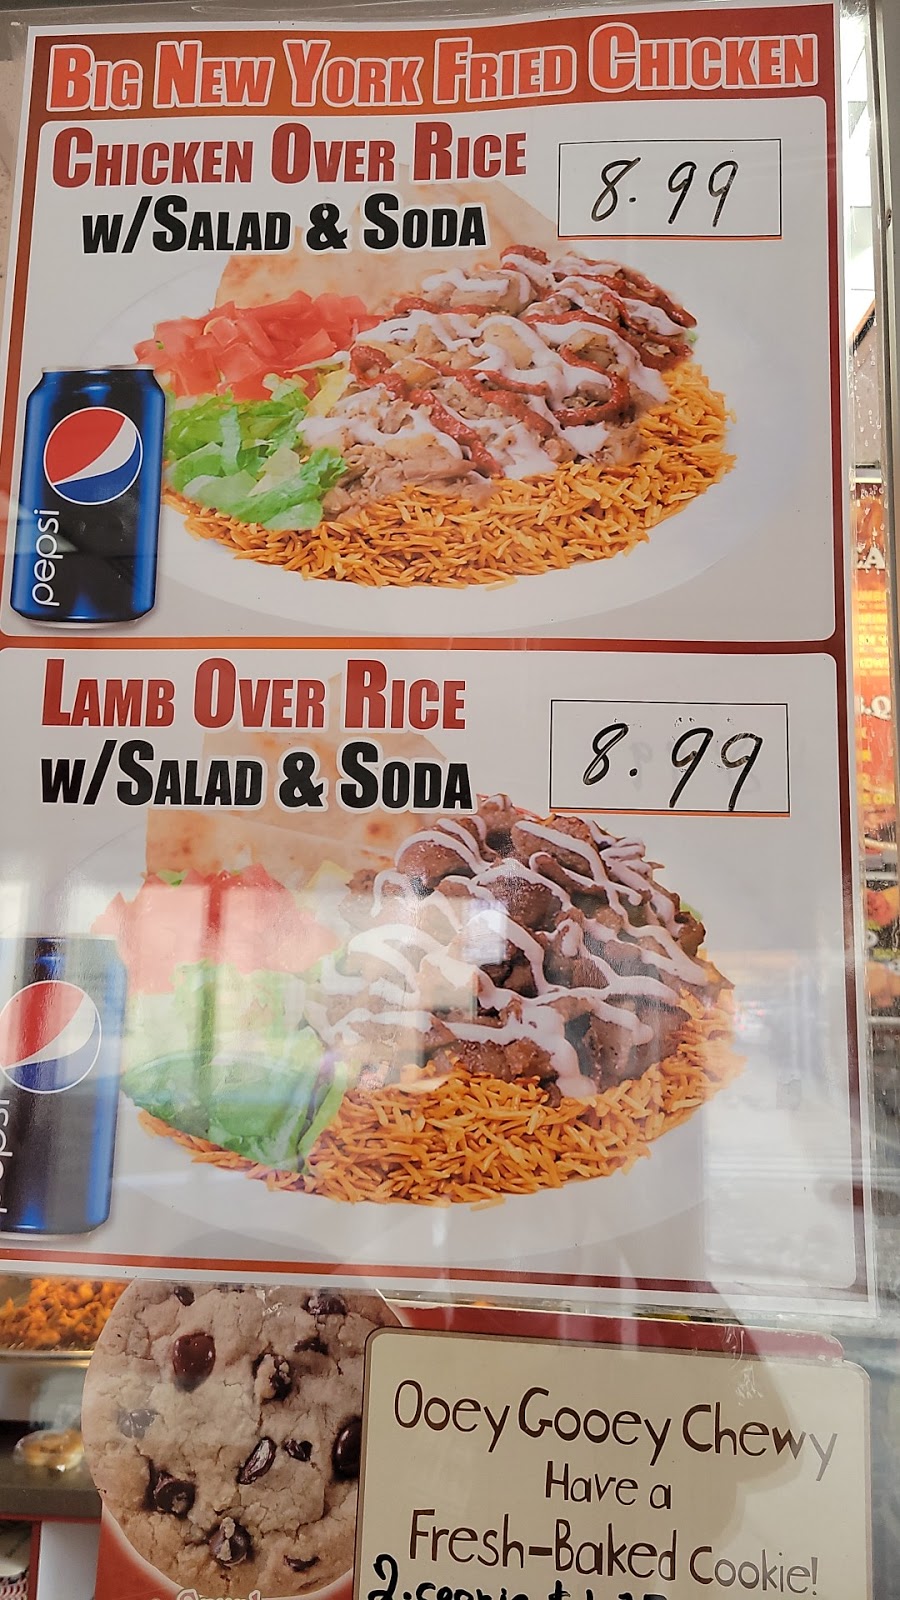 BIG NEW YORK FRIED CHICKEN
CHICKEN OVER RICE
W/SALAD & SODA
8.99
pepsi
LAMB OVER RICE
W/SALAD & SODA
8.99
pepsi
Ooey Gooey Chewy
Have a
Fresh-Baked Cookie!